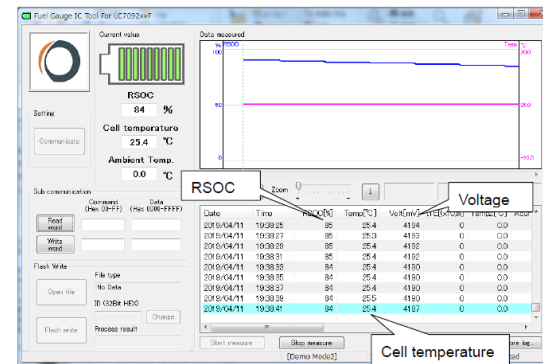 Fuel Gauge IC Tool For LC7092xxF
Current value
Data measured
% RSOC
Temp ℃
100
50
0
RSOC
84 %
Setting
Communicate
Cell temperature
25.4 ℃
Ambient Temp.
0.0 ℃
Sub communication
Command
(Hex 00-FF)
Data
(Hex 0000-FFFF)
Read
word
Write
word
Flash Write
File type
Open file
No Data
ID (32Bit HEX)
Change
Flash write
Process result
RSOC
Zoom
↓
Voltage
Date Time RSOC[%] Temp[℃] Volt[mV]
2019/04/11 19:38:25 85 25.4 4194 0 0.0
2019/04/11 19:38:27 85 25.3 4193 0 0.0
2019/04/11 19:38:29 85 25.4 4192 0 0.0
2019/04/11 19:38:31 85 25.4 4192 0 0.0
2019/04/11 19:38:33 84 25.4 4190 0 0.0
2019/04/11 19:38:35 84 25.4 4190 0 0.0
2019/04/11 19:38:37 84 25.4 4190 0 0.0
2019/04/11 19:38:39 84 25.5 4190 0 0.0
2019/04/11 19:38:41 84 25.4 4187 0 0.0
Start measure
Stop measure
Cell temperature
[Demo Mode2]